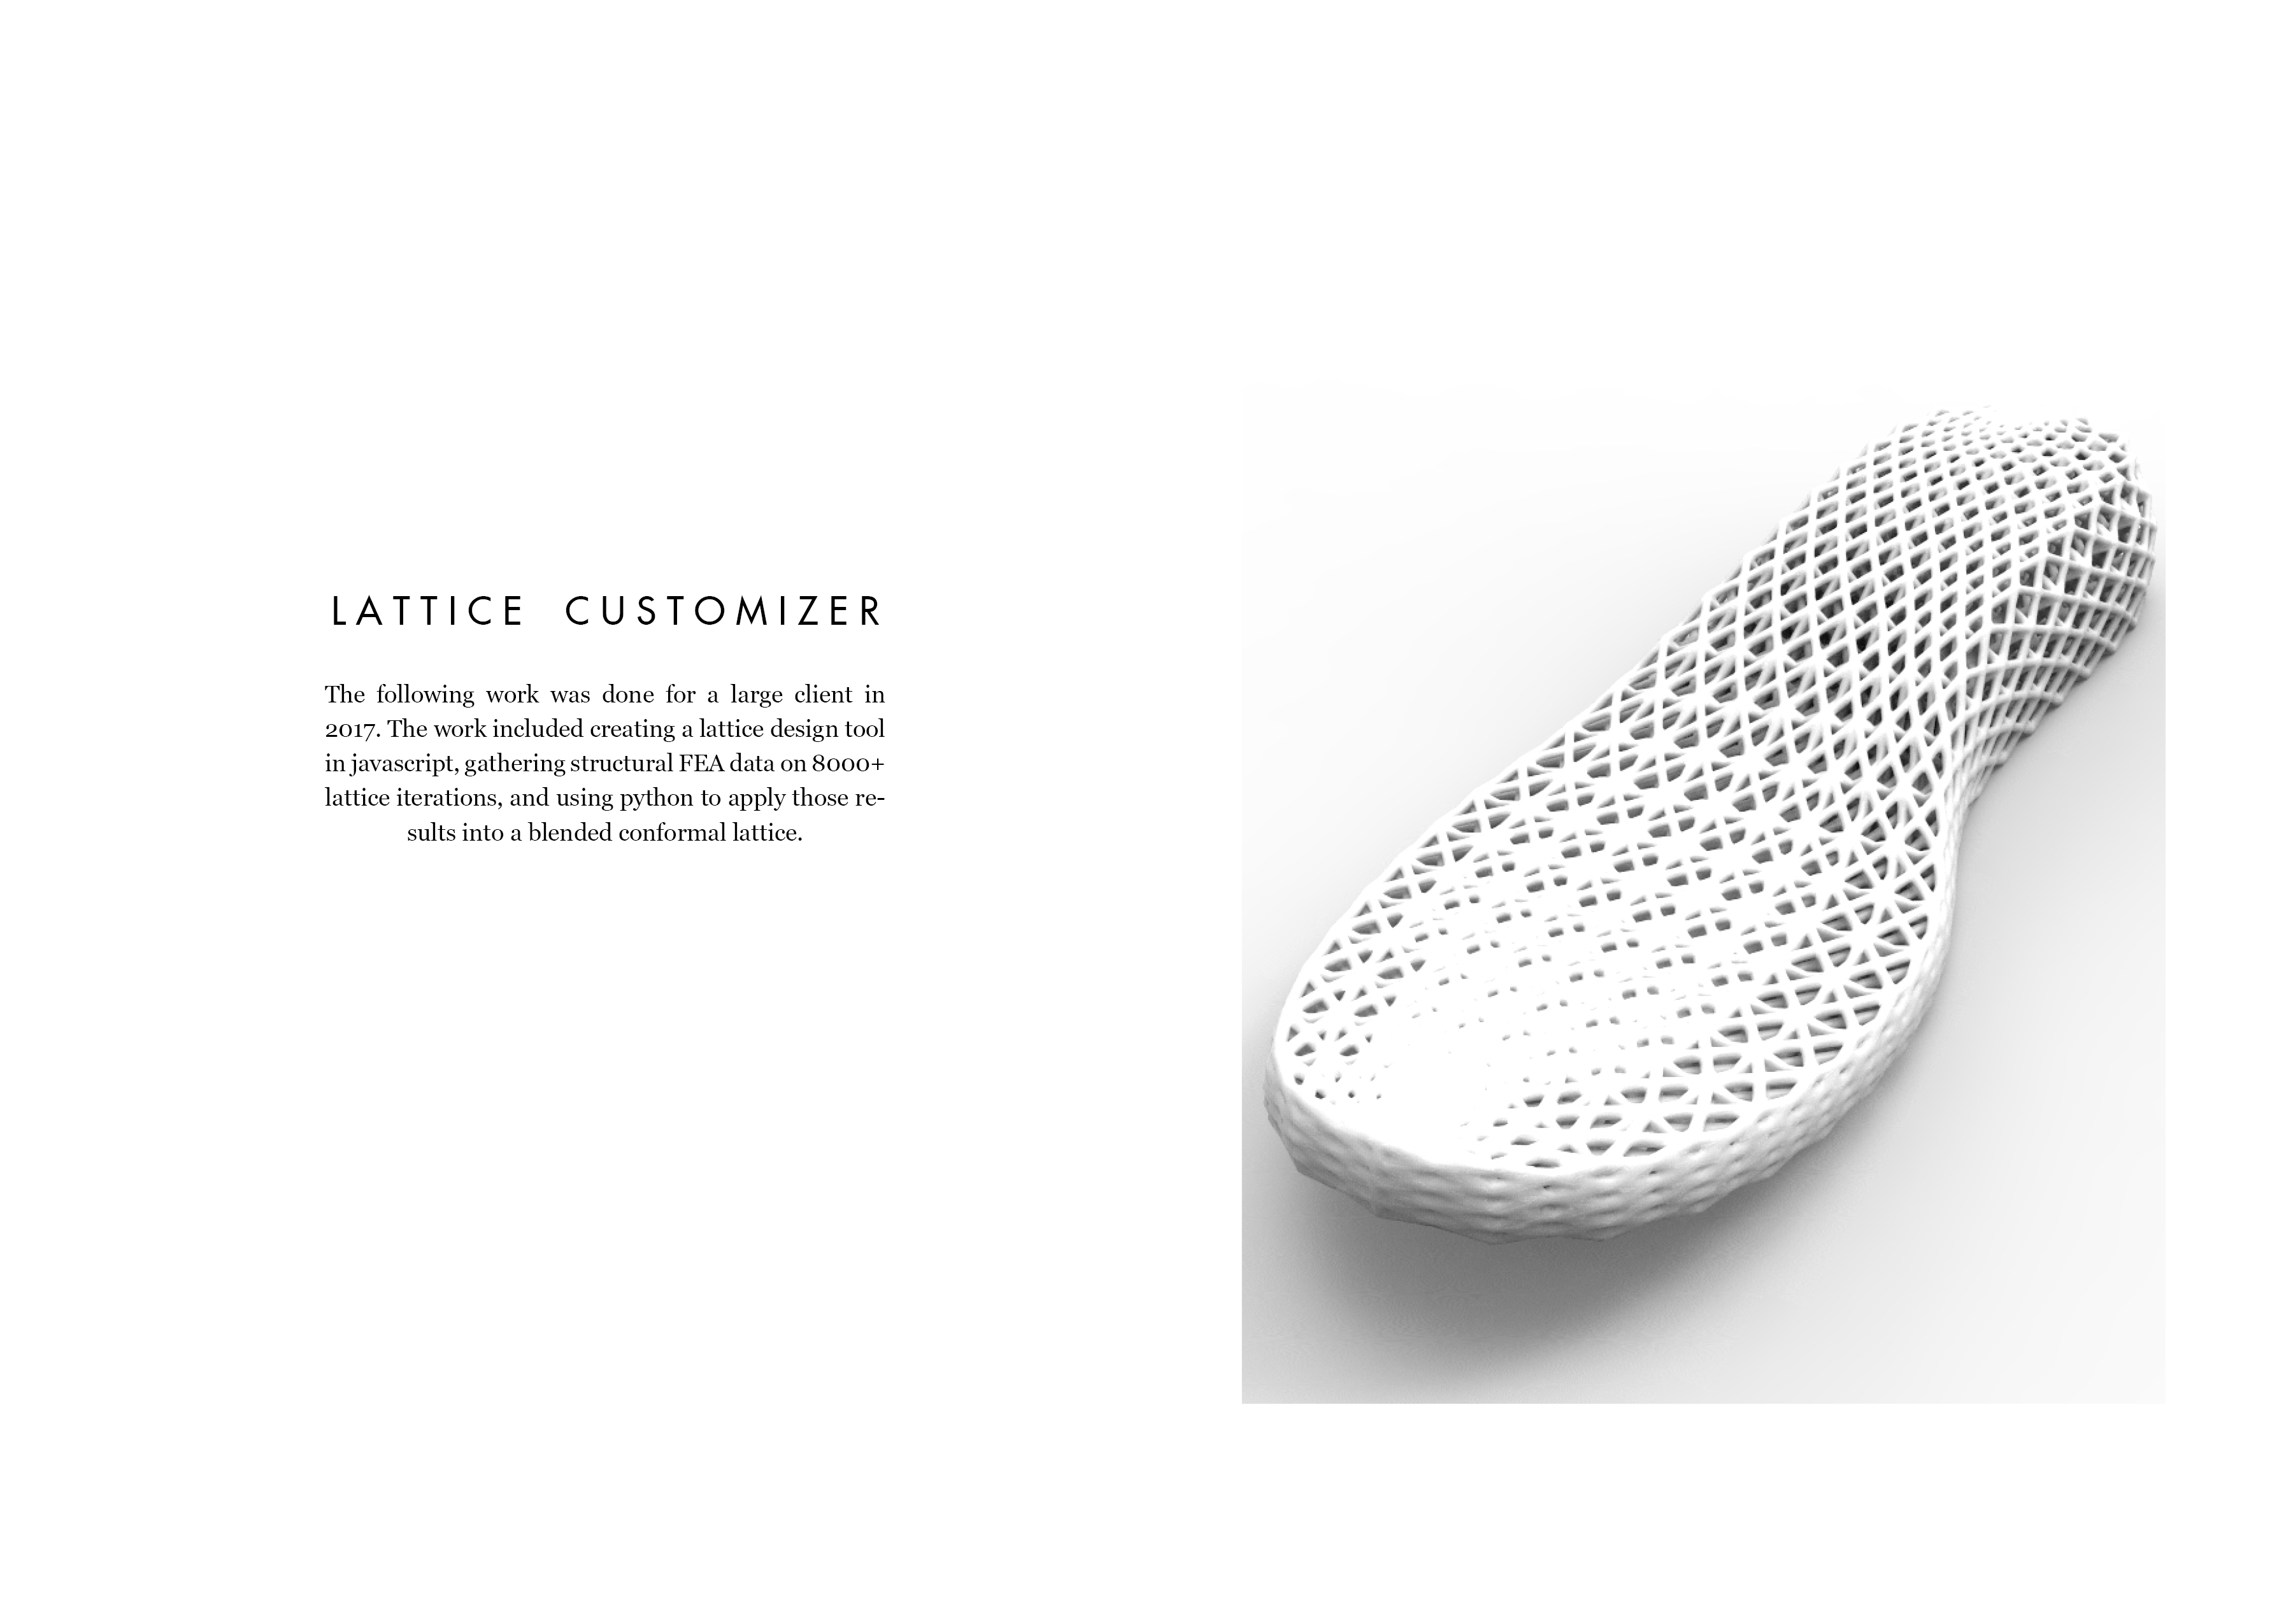 LATTICE CUSTOMIZER
The following work was done for a large client in
2017. The work included creating a lattice design tool
in javascript, gathering structural FEA data on 8000+
lattice iterations, and using python to apply those re-
sults into a blended conformal lattice.